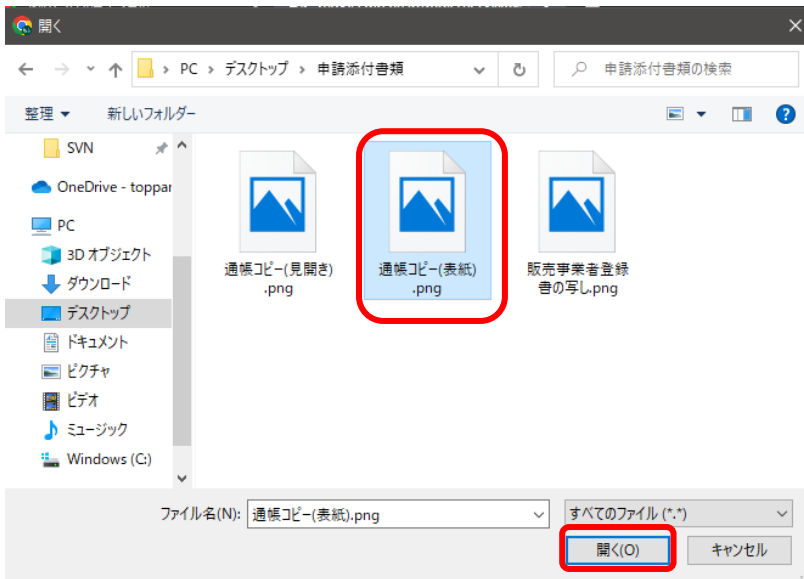 開く
PC › デスクトップ › 申請添付書類
申請添付書類の検索
整理
新しいフォルダー
SVN
OneDrive - toppar
PC
3D オブジェクト
ダウンロード
デスクトップ
ドキュメント
ピクチャ
ビデオ
ミュージック
Windows (C:)
通帳コピー(見開き)
.png
通帳コピー(表紙)
.png
販売事業者登録
書の写し.png
ファイル名(N):
通帳コピー(表紙).png
すべてのファイル (*.*)
開く(O)
キャンセル